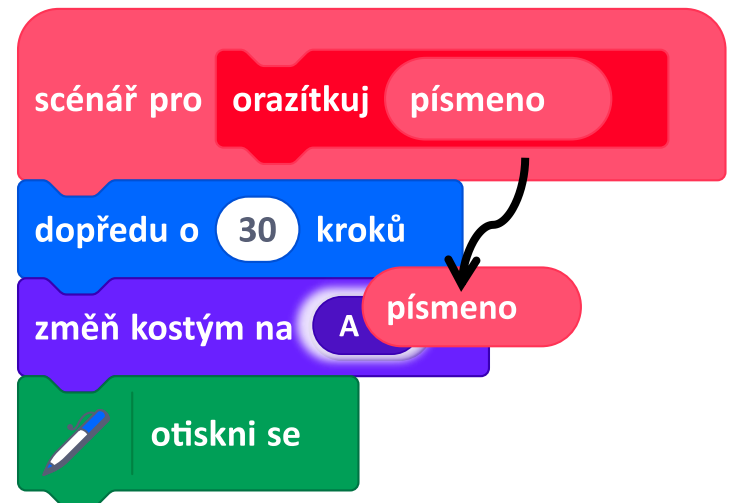 scénář pro orazítkuj písmeno
dopředu o 30 kroků
změň kostým na A písmeno
otiskni se